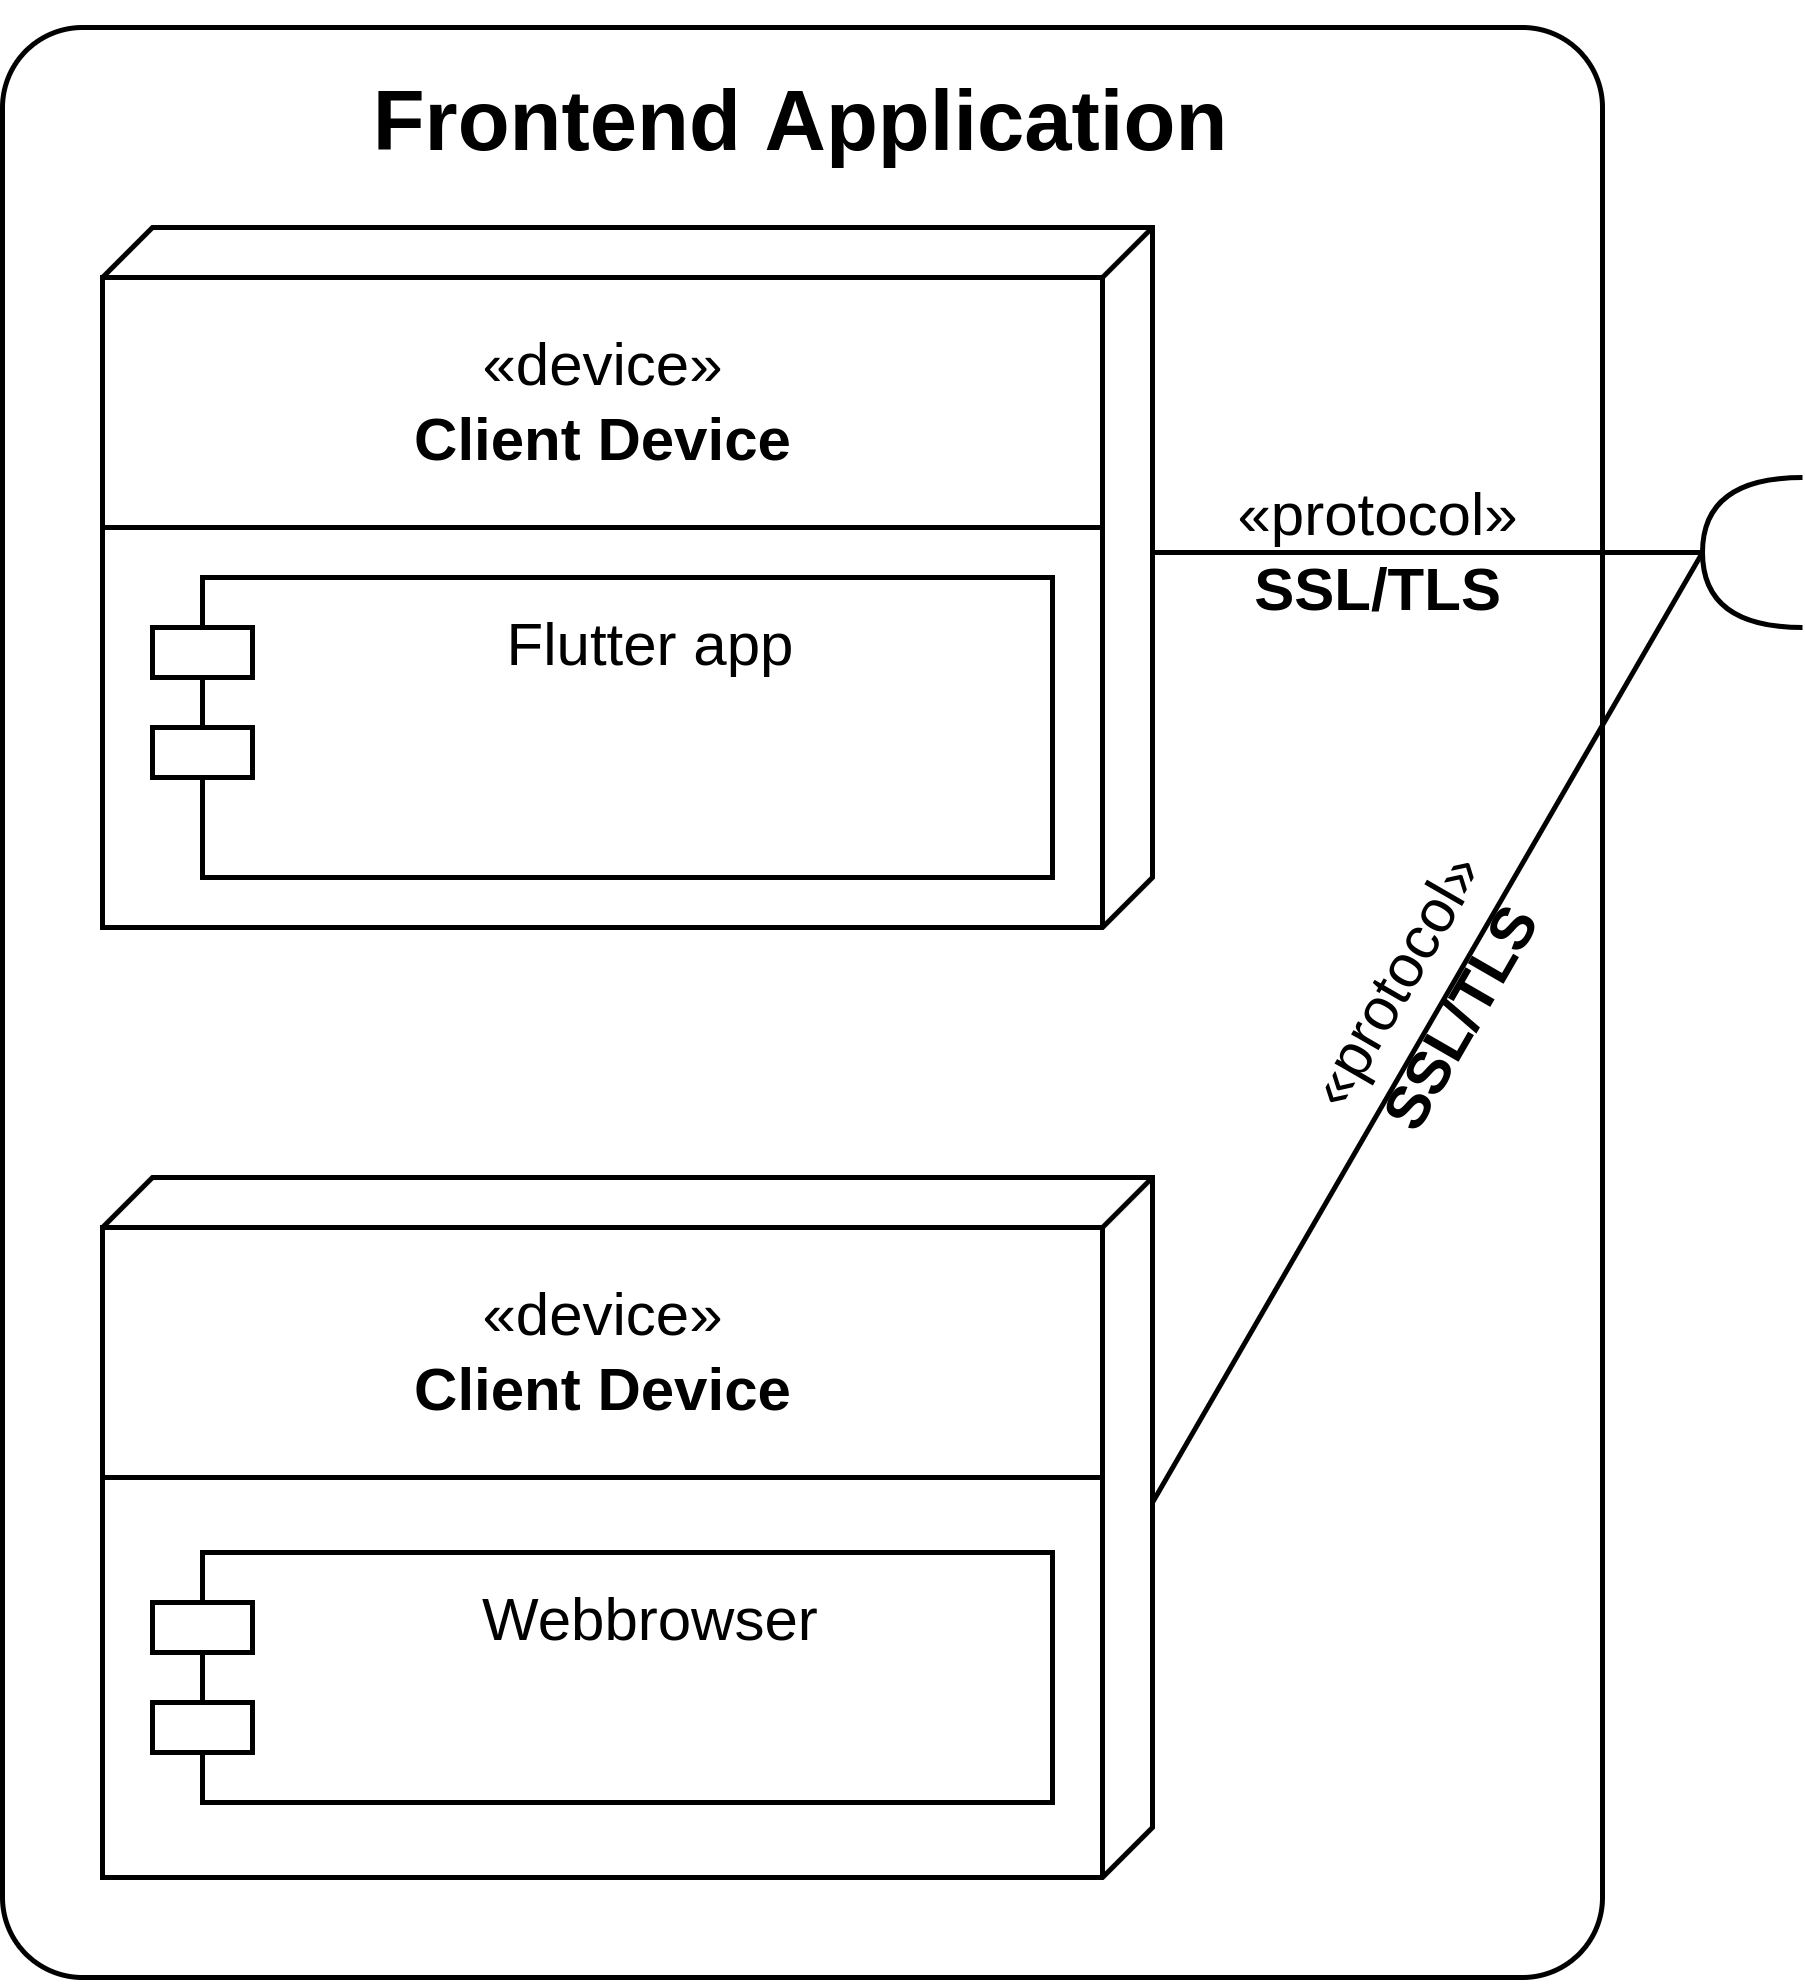 Frontend Application
«device»
Client Device
Flutter app
«protocol»
SSL/TLS
«protocol»
SSL/TLS
«device»
Client Device
Webbrowser